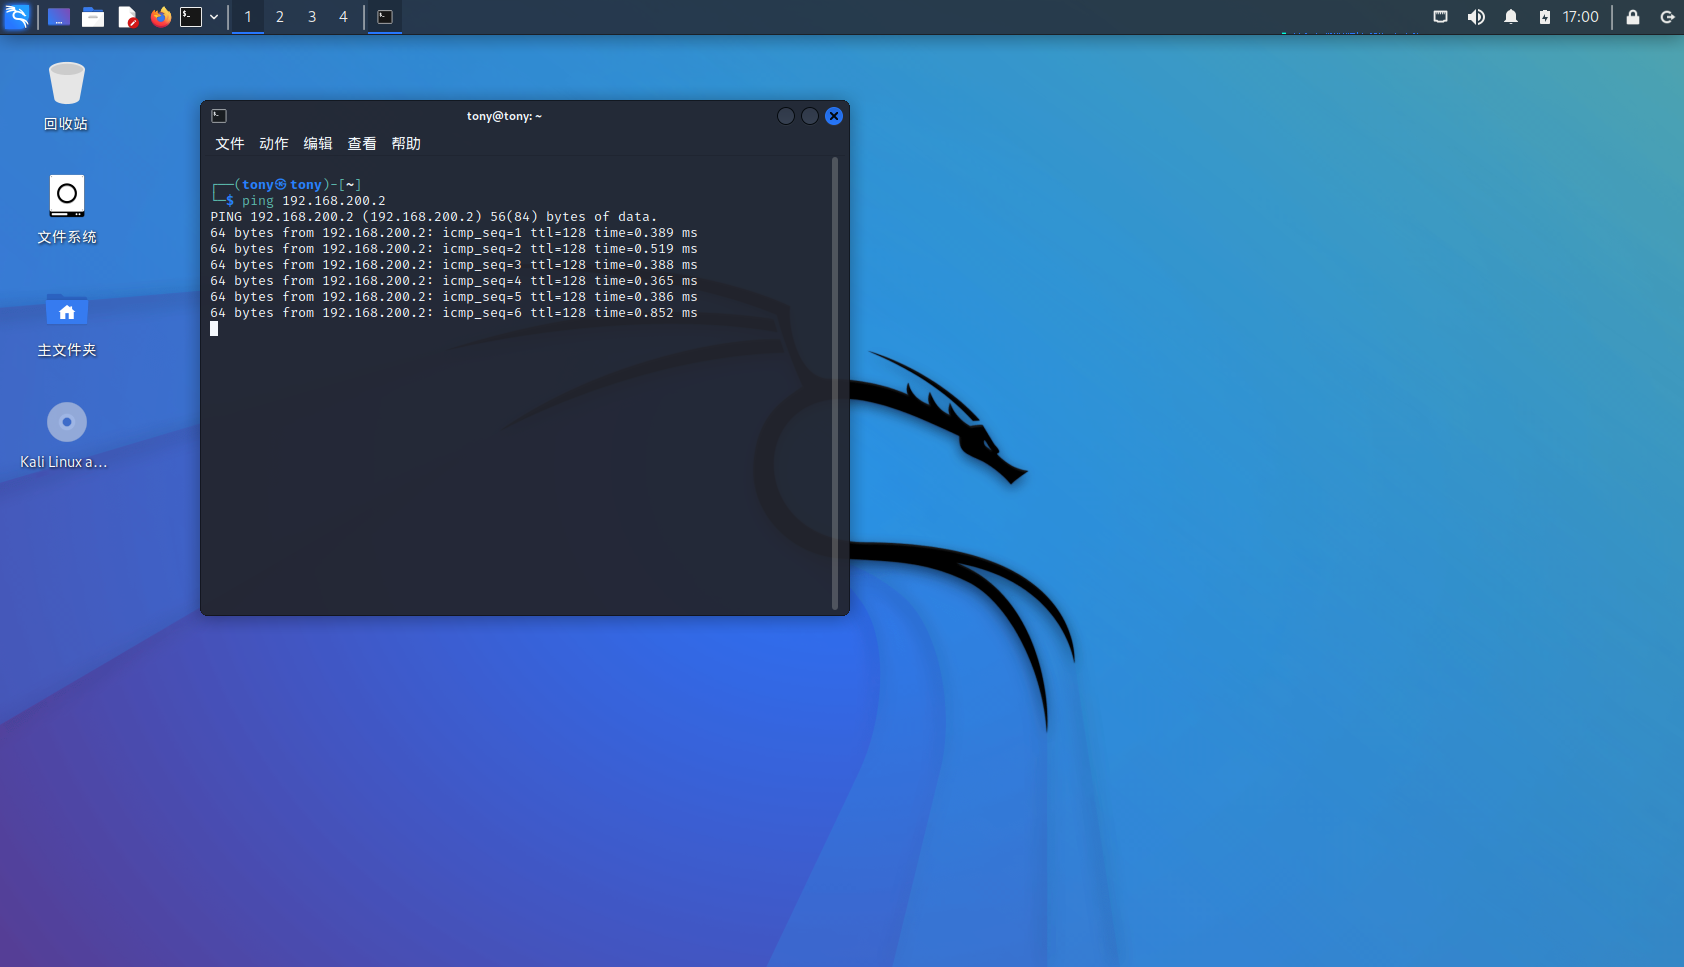 1 2 3 4
17:00
回收站
文件系统
主文件夹
Kali Linux a...
tony@tony: ~
文件 动作 编辑 查看 帮助
┌──(tony㉿tony)-[~]
└─$ ping 192.168.200.2
PING 192.168.200.2 (192.168.200.2) 56(84) bytes of data.
64 bytes from 192.168.200.2: icmp_seq=1 ttl=128 time=0.389 ms
64 bytes from 192.168.200.2: icmp_seq=2 ttl=128 time=0.519 ms
64 bytes from 192.168.200.2: icmp_seq=3 ttl=128 time=0.388 ms
64 bytes from 192.168.200.2: icmp_seq=4 ttl=128 time=0.365 ms
64 bytes from 192.168.200.2: icmp_seq=5 ttl=128 time=0.386 ms
64 bytes from 192.168.200.2: icmp_seq=6 ttl=128 time=0.852 ms